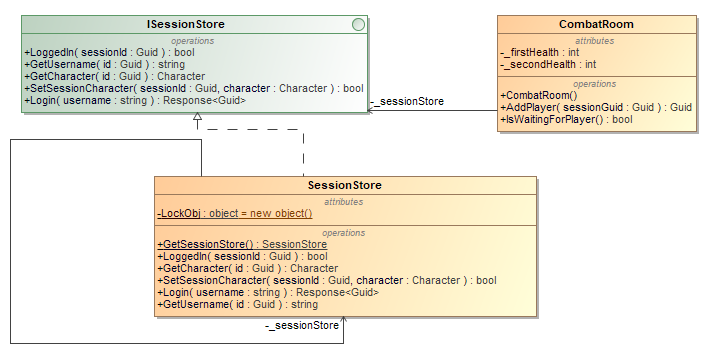 ISessionStore
operations
+LoggedIn( sessionId : Guid ) : bool
+GetUsername( id : Guid ) : string
+GetCharacter( id : Guid ) : Character
+SetSessionCharacter( sessionId : Guid, character : Character ) : bool
+Login( username : string ) : Response<Guid>
CombatRoom
attributes
-_firstHealth : int
-_secondHealth : int
operations
+CombatRoom()
+AddPlayer( sessionGuid : Guid ) : Guid
+IsWaitingForPlayer() : bool
-_sessionStore
SessionStore
attributes
-LockObj : object = new object()
operations
+GetSessionStore() : SessionStore
+LoggedIn( sessionId : Guid ) : bool
+GetCharacter( id : Guid ) : Character
+SetSessionCharacter( sessionId : Guid, character : Character ) : bool
+Login( username : string ) : Response<Guid>
+GetUsername( id : Guid ) : string
-_sessionStore